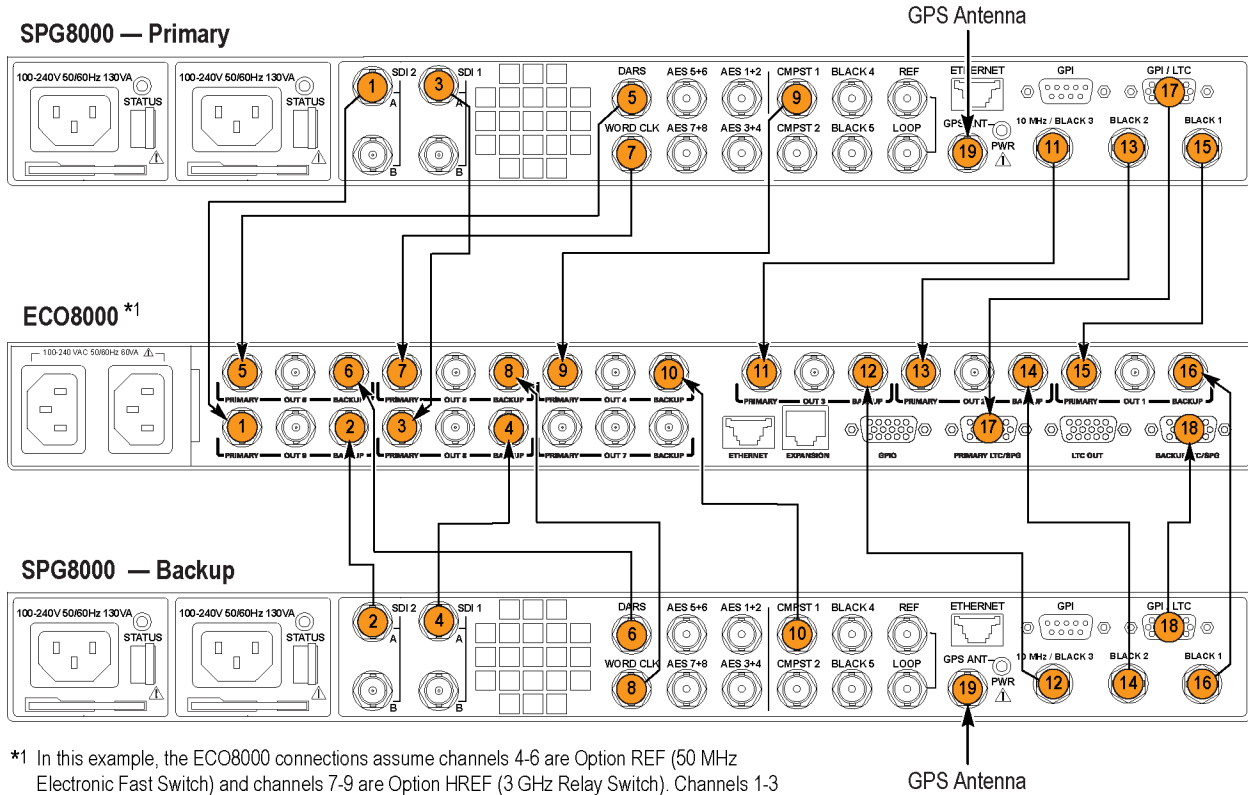 GPS Antenna
SPG8000 — Primary
100-240V 50/60Hz 130VA
STATUS
100-240V 50/60Hz 130VA
STATUS
1
SDI 2
A
B
3
SDI 1
A
B
DARS
AES 5+6
AES 1+2
CMPST 1
BLACK 4
REF
ETHERNET
GPI
GPI / LTC
5
9
17
WORD CLK
AES 7+8
AES 3+4
CMPST 2
BLACK 5
LOOP
GPS ANT
PWR
10 MHz / BLACK 3
BLACK 2
BLACK 1
7
19
11
13
15
ECO8000 *1
100-240 VAC 50/60Hz 60VA
5
6
7
8
9
10
11
12
13
14
15
16
PRIMARY OUT 6 BACKUP
PRIMARY OUT 5 BACKUP
PRIMARY OUT 4 BACKUP
PRIMARY OUT 3 BACKUP
PRIMARY OUT 2 BACKUP
PRIMARY OUT 1 BACKUP
1
2
3
4
17
18
PRIMARY OUT 9 BACKUP
PRIMARY OUT 8 BACKUP
PRIMARY OUT 7 BACKUP
ETHERNET
EXPANSION
GPIO
PRIMARY LTC/SPG
LTC OUT
BACKUP LTC/SPG
SPG8000 — Backup
100-240V 50/60Hz 130VA
STATUS
100-240V 50/60Hz 130VA
STATUS
2
SDI 2
A
B
4
SDI 1
A
B
DARS
AES 5+6
AES 1+2
CMPST 1
BLACK 4
REF
ETHERNET
GPI
GPI / LTC
6
10
18
WORD CLK
AES 7+8
AES 3+4
CMPST 2
BLACK 5
LOOP
GPS ANT
PWR
10 MHz / BLACK 3
BLACK 2
BLACK 1
8
19
12
14
16
GPS Antenna
*1 In this example, the ECO8000 connections assume channels 4-6 are Option REF (50 MHz
Electronic Fast Switch) and channels 7-9 are Option HREF (3 GHz Relay Switch). Channels 1-3